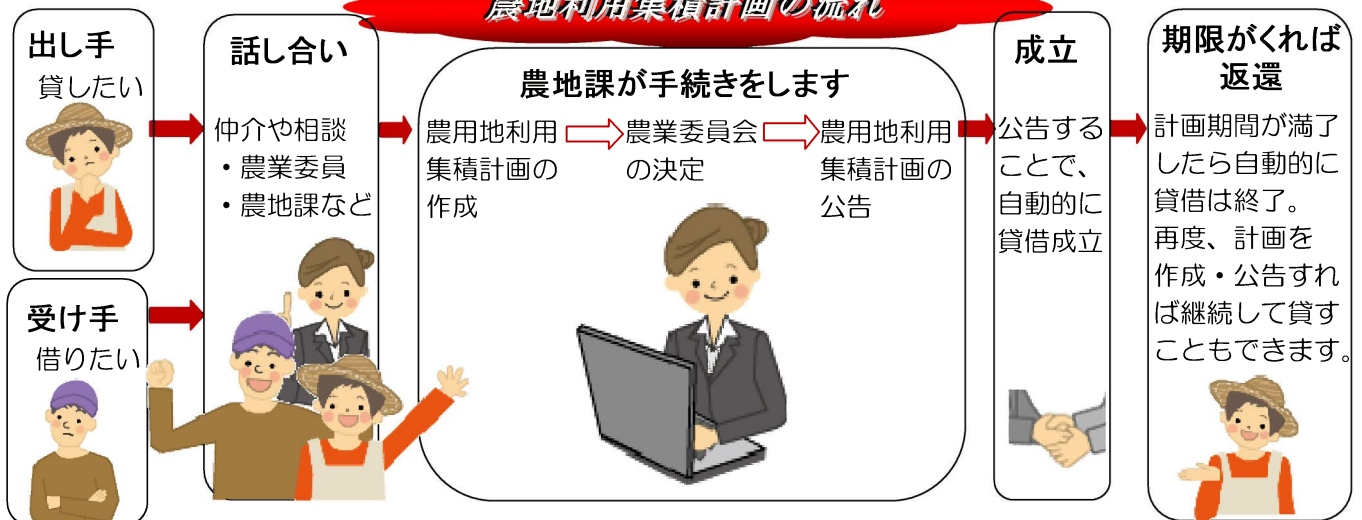 農地利用集積計画の流れ
出し手
貸したい
受け手
借りたい
話し合い
仲介や相談
・農業委員
・農地課など
農地課が手続きをします
農用地利用
集積計画の
作成
農業委員会
の決定
農用地利用
集積計画の
公告
成立
公告する
ことで、
自動的に
貸借成立
期限がくれば
返還
計画期間が満了
したら自動的に
貸借は終了。
再度、計画を
作成・公告すれ
ば継続して貸す
こともできます。